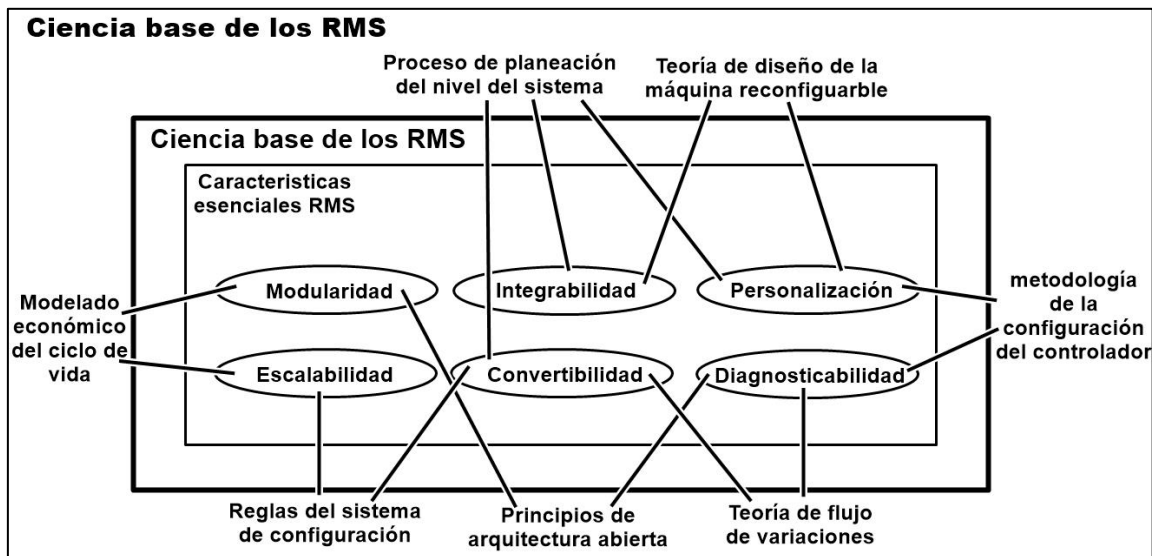 Ciencia base de los RMS
Proceso de planeación
del nivel del sistema
Teoría de diseño de la
máquina reconfiguarble
Ciencia base de los RMS
Caracteristicas
esenciales RMS
Modularidad
Integrabilidad
Personalización
Modelado
económico
del ciclo de
vida
metodología
de la
configuración
del controlador
Escalabilidad
Convertibilidad
Diagnosticabilidad
Reglas del sistema
de configuración
Principios de
arquitectura abierta
Teoría de flujo
de variaciones